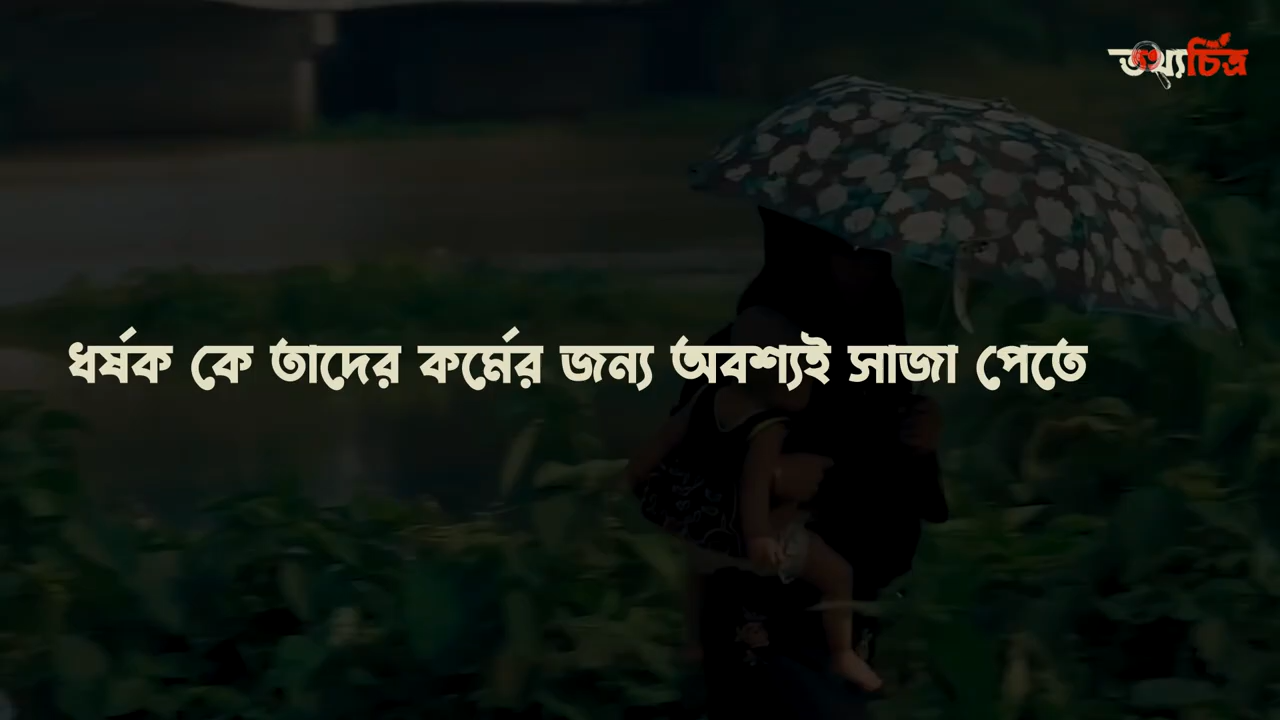 তথ্যচিত্র
ধর্ষক কে তাদের কর্মের জন্য অবশ্যই সাজা পেতে